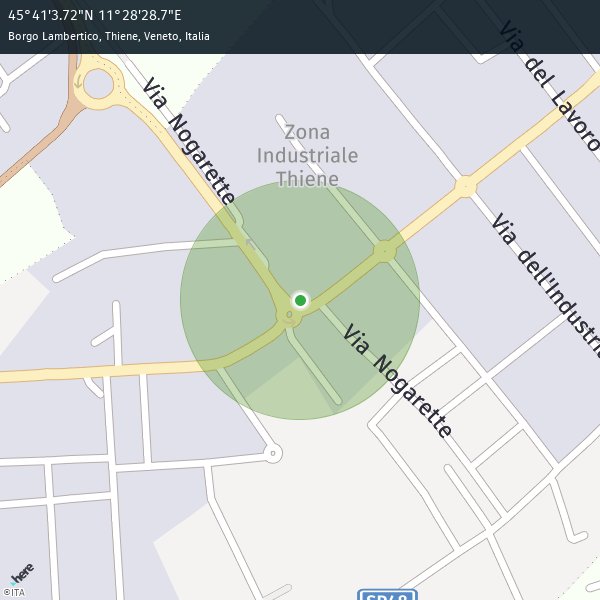 45°41'3.72"N 11°28'28.7"E
Borgo Lambertico, Thiene, Veneto, Italia
Via del Lavoro
Via Nogarette
Zona
Industriale
Thiene
Via dell'Industria
Via Nogarette
here
©ITA